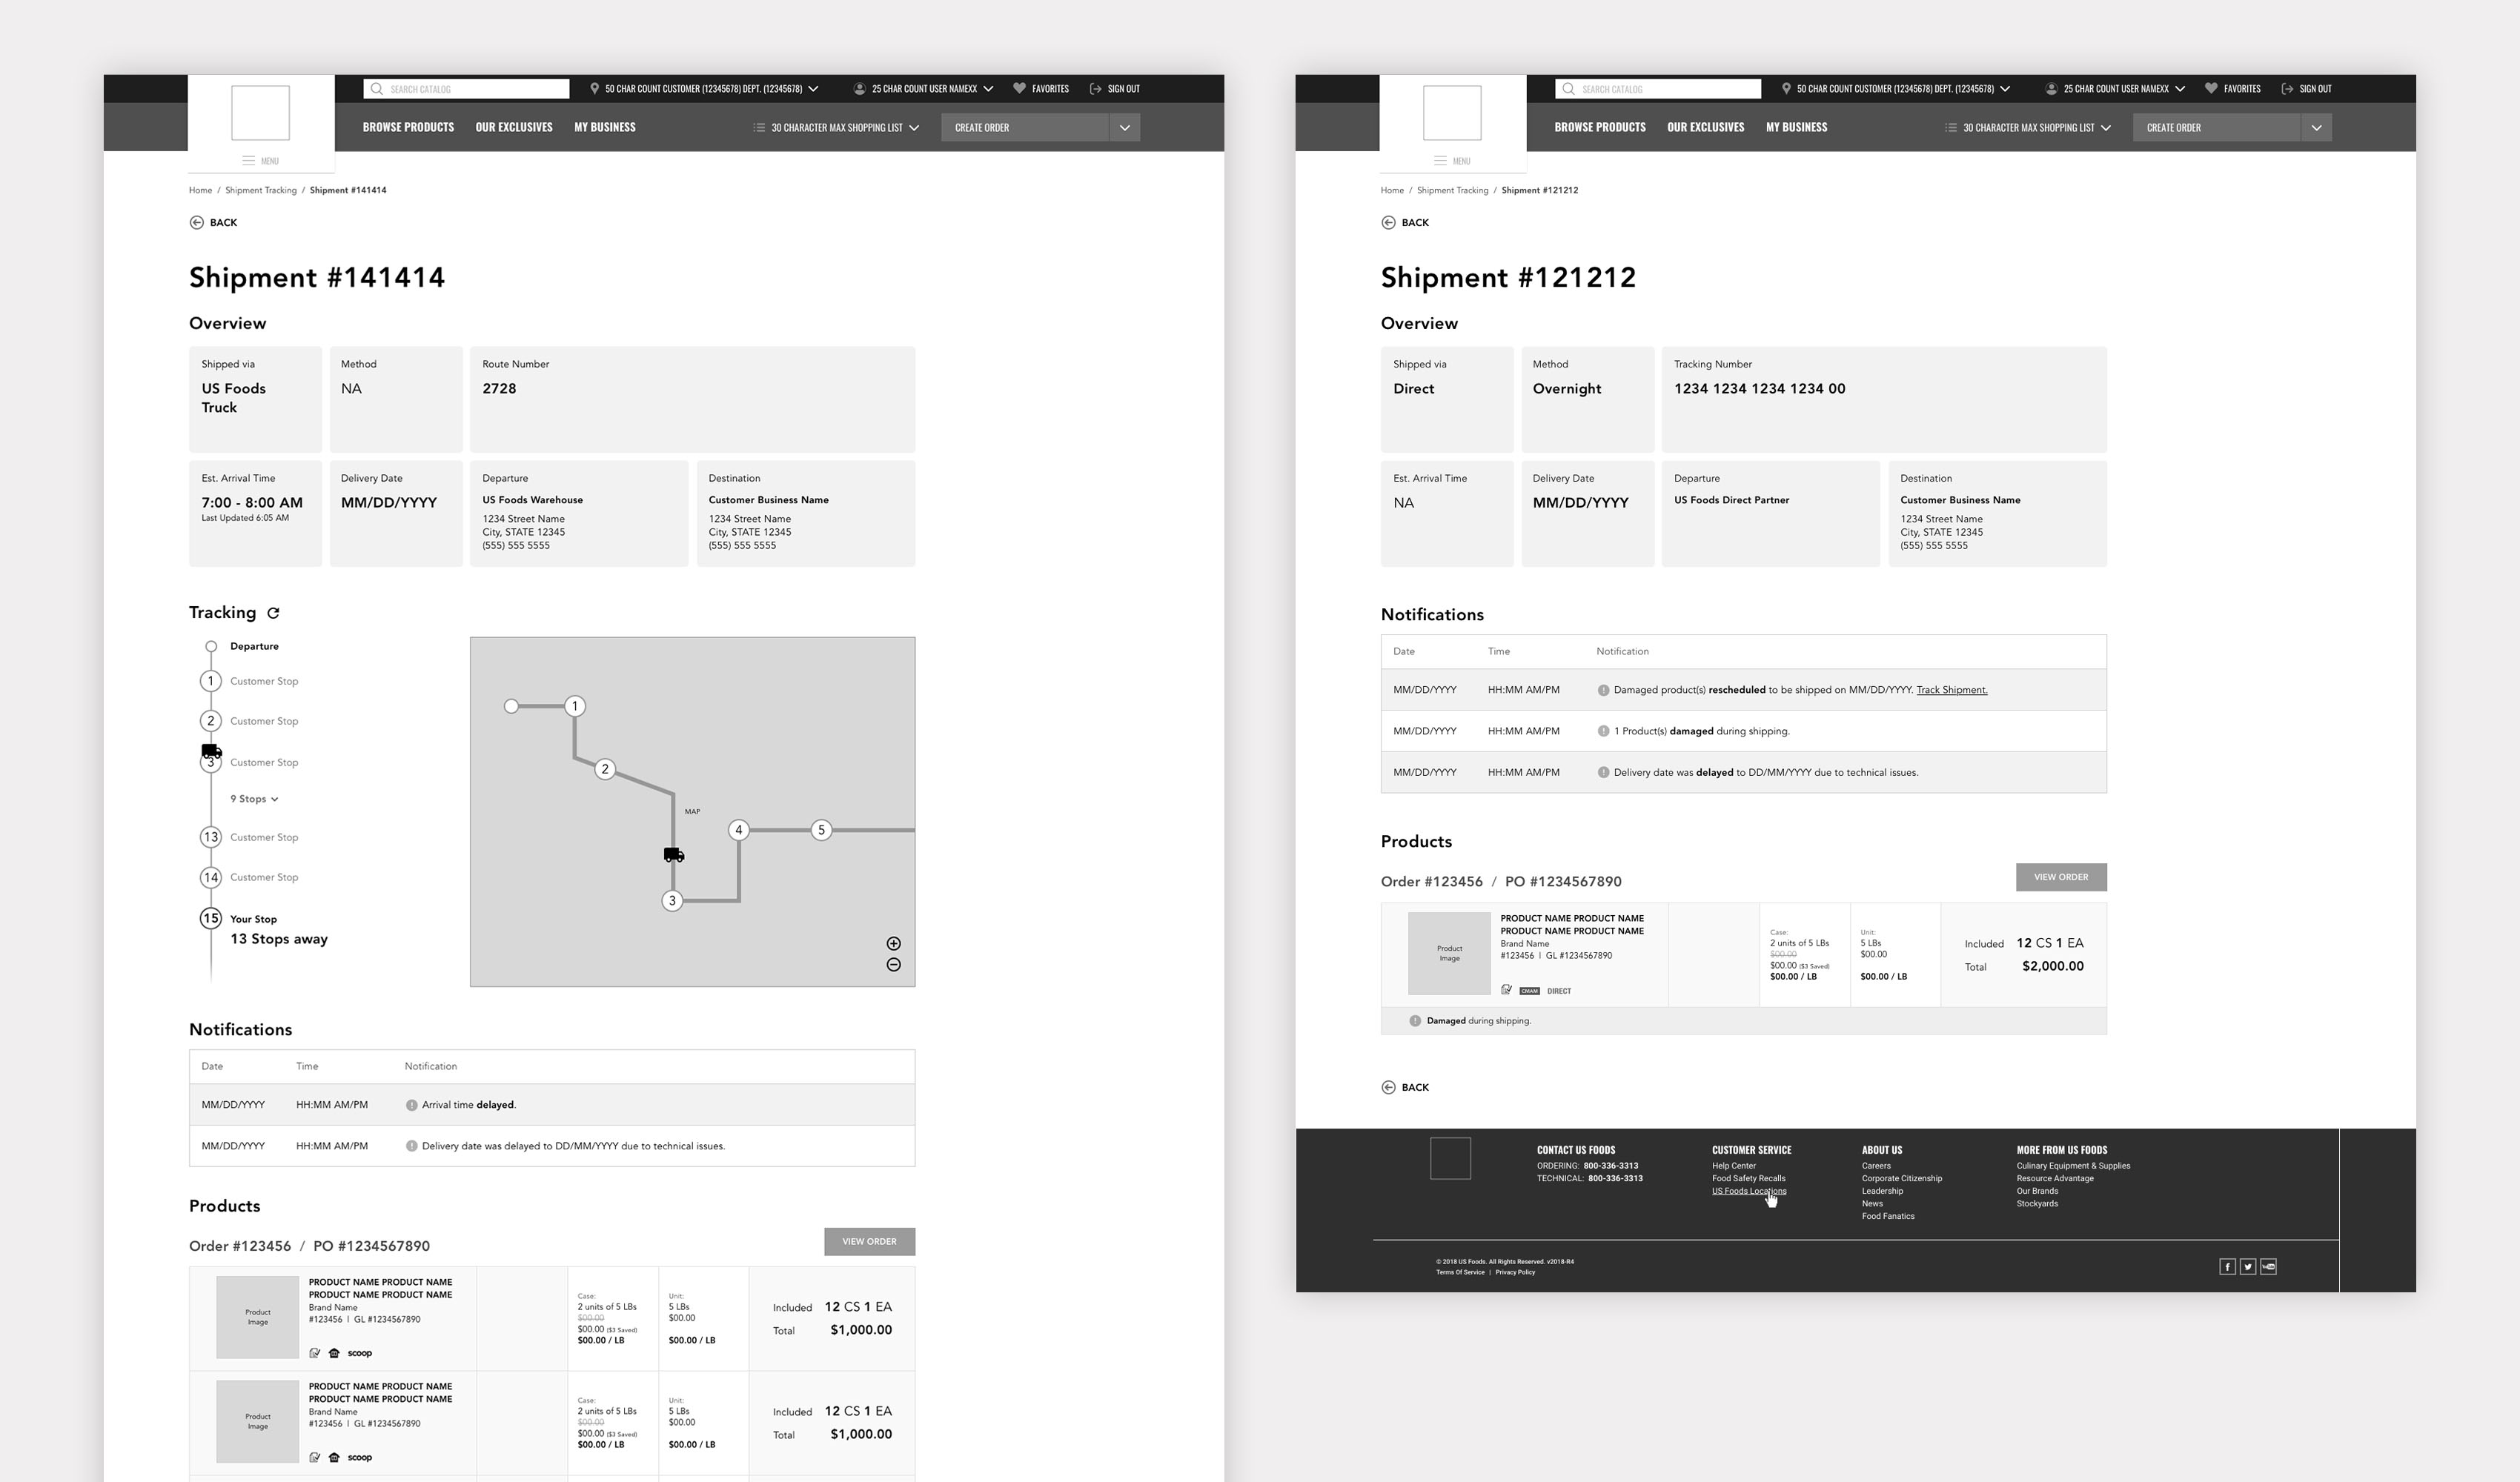 SEARCH CATALOG
50 CHAR COUNT CUSTOMER (12345678) DEPT. (12345678)
25 CHAR COUNT USER NAMEXX
FAVORITES
SIGN OUT
MENU
BROWSE PRODUCTS
OUR EXCLUSIVES
MY BUSINESS
30 CHARACTER MAX SHOPPING LIST
CREATE ORDER
Home / Shipment Tracking / Shipment #141414
BACK
Shipment #141414
Overview
Shipped via
US Foods
Truck
Method
NA
Route Number
2728
Est. Arrival Time
7:00 - 8:00 AM
Last Updated 6:05 AM
Delivery Date
MM/DD/YYYY
Departure
US Foods Warehouse
1234 Street Name
City, STATE 12345
(555) 555 5555
Destination
Customer Business Name
1234 Street Name
City, STATE 12345
(555) 555 5555
Tracking
Departure
1 Customer Stop
2 Customer Stop
3 Customer Stop
9 Stops
13 Customer Stop
14 Customer Stop
15 Your Stop
13 Stops away
1
2
MAP
4
5
3
Notifications
Date Time Notification
MM/DD/YYYY HH:MM AM/PM Arrival time delayed.
MM/DD/YYYY HH:MM AM/PM Delivery date was delayed to DD/MM/YYYY due to technical issues.
Products
Order #123456 / PO #1234567890
VIEW ORDER
Product
Image
PRODUCT NAME PRODUCT NAME
PRODUCT NAME PRODUCT NAME
Brand Name
#123456 | GL #1234567890
scoop
Case:
2 units of 5 LBs
$00.00
$00.00 ($3 Saved)
$00.00 / LB
Unit:
5 LBs
$00.00
$00.00 / LB
Included 12 CS 1 EA
Total $1,000.00
Product
Image
PRODUCT NAME PRODUCT NAME
PRODUCT NAME PRODUCT NAME
Brand Name
#123456 | GL #1234567890
scoop
Case:
2 units of 5 LBs
$00.00
$00.00 ($3 Saved)
$00.00 / LB
Unit:
5 LBs
$00.00
$00.00 / LB
Included 12 CS 1 EA
Total $1,000.00
SEARCH CATALOG
50 CHAR COUNT CUSTOMER (12345678) DEPT. (12345678)
25 CHAR COUNT USER NAMEXX
FAVORITES
SIGN OUT
MENU
BROWSE PRODUCTS
OUR EXCLUSIVES
MY BUSINESS
30 CHARACTER MAX SHOPPING LIST
CREATE ORDER
Home / Shipment Tracking / Shipment #121212
BACK
Shipment #121212
Overview
Shipped via
Direct
Method
Overnight
Tracking Number
1234 1234 1234 1234 00
Est. Arrival Time
NA
Delivery Date
MM/DD/YYYY
Departure
US Foods Direct Partner
Destination
Customer Business Name
1234 Street Name
City, STATE 12345
(555) 555 5555
Notifications
Date Time Notification
MM/DD/YYYY HH:MM AM/PM Damaged product(s) rescheduled to be shipped on MM/DD/YYYY. Track Shipment.
MM/DD/YYYY HH:MM AM/PM 1 Product(s) damaged during shipping.
MM/DD/YYYY HH:MM AM/PM Delivery date was delayed to DD/MM/YYYY due to technical issues.
Products
Order #123456 / PO #1234567890
VIEW ORDER
Product
Image
PRODUCT NAME PRODUCT NAME
PRODUCT NAME PRODUCT NAME
Brand Name
#123456 | GL #1234567890
CMAM DIRECT
Case:
2 units of 5 LBs
$00.00
$00.00 ($3 Saved)
$00.00 / LB
Unit:
5 LBs
$00.00
$00.00 / LB
Included 12 CS 1 EA
Total $2,000.00
Damaged during shipping.
BACK
CONTACT US FOODS
ORDERING: 800-336-3313
TECHNICAL: 800-336-3313
CUSTOMER SERVICE
Help Center
Food Safety Recalls
US Foods Locations
ABOUT US
Careers
Corporate Citizenship
Leadership
News
Food Fanatics
MORE FROM US FOODS
Culinary Equipment & Supplies
Resource Advantage
Our Brands
Stockyards
© 2018 US Foods. All Rights Reserved. v2018-R4
Terms Of Service | Privacy Policy
You Tube